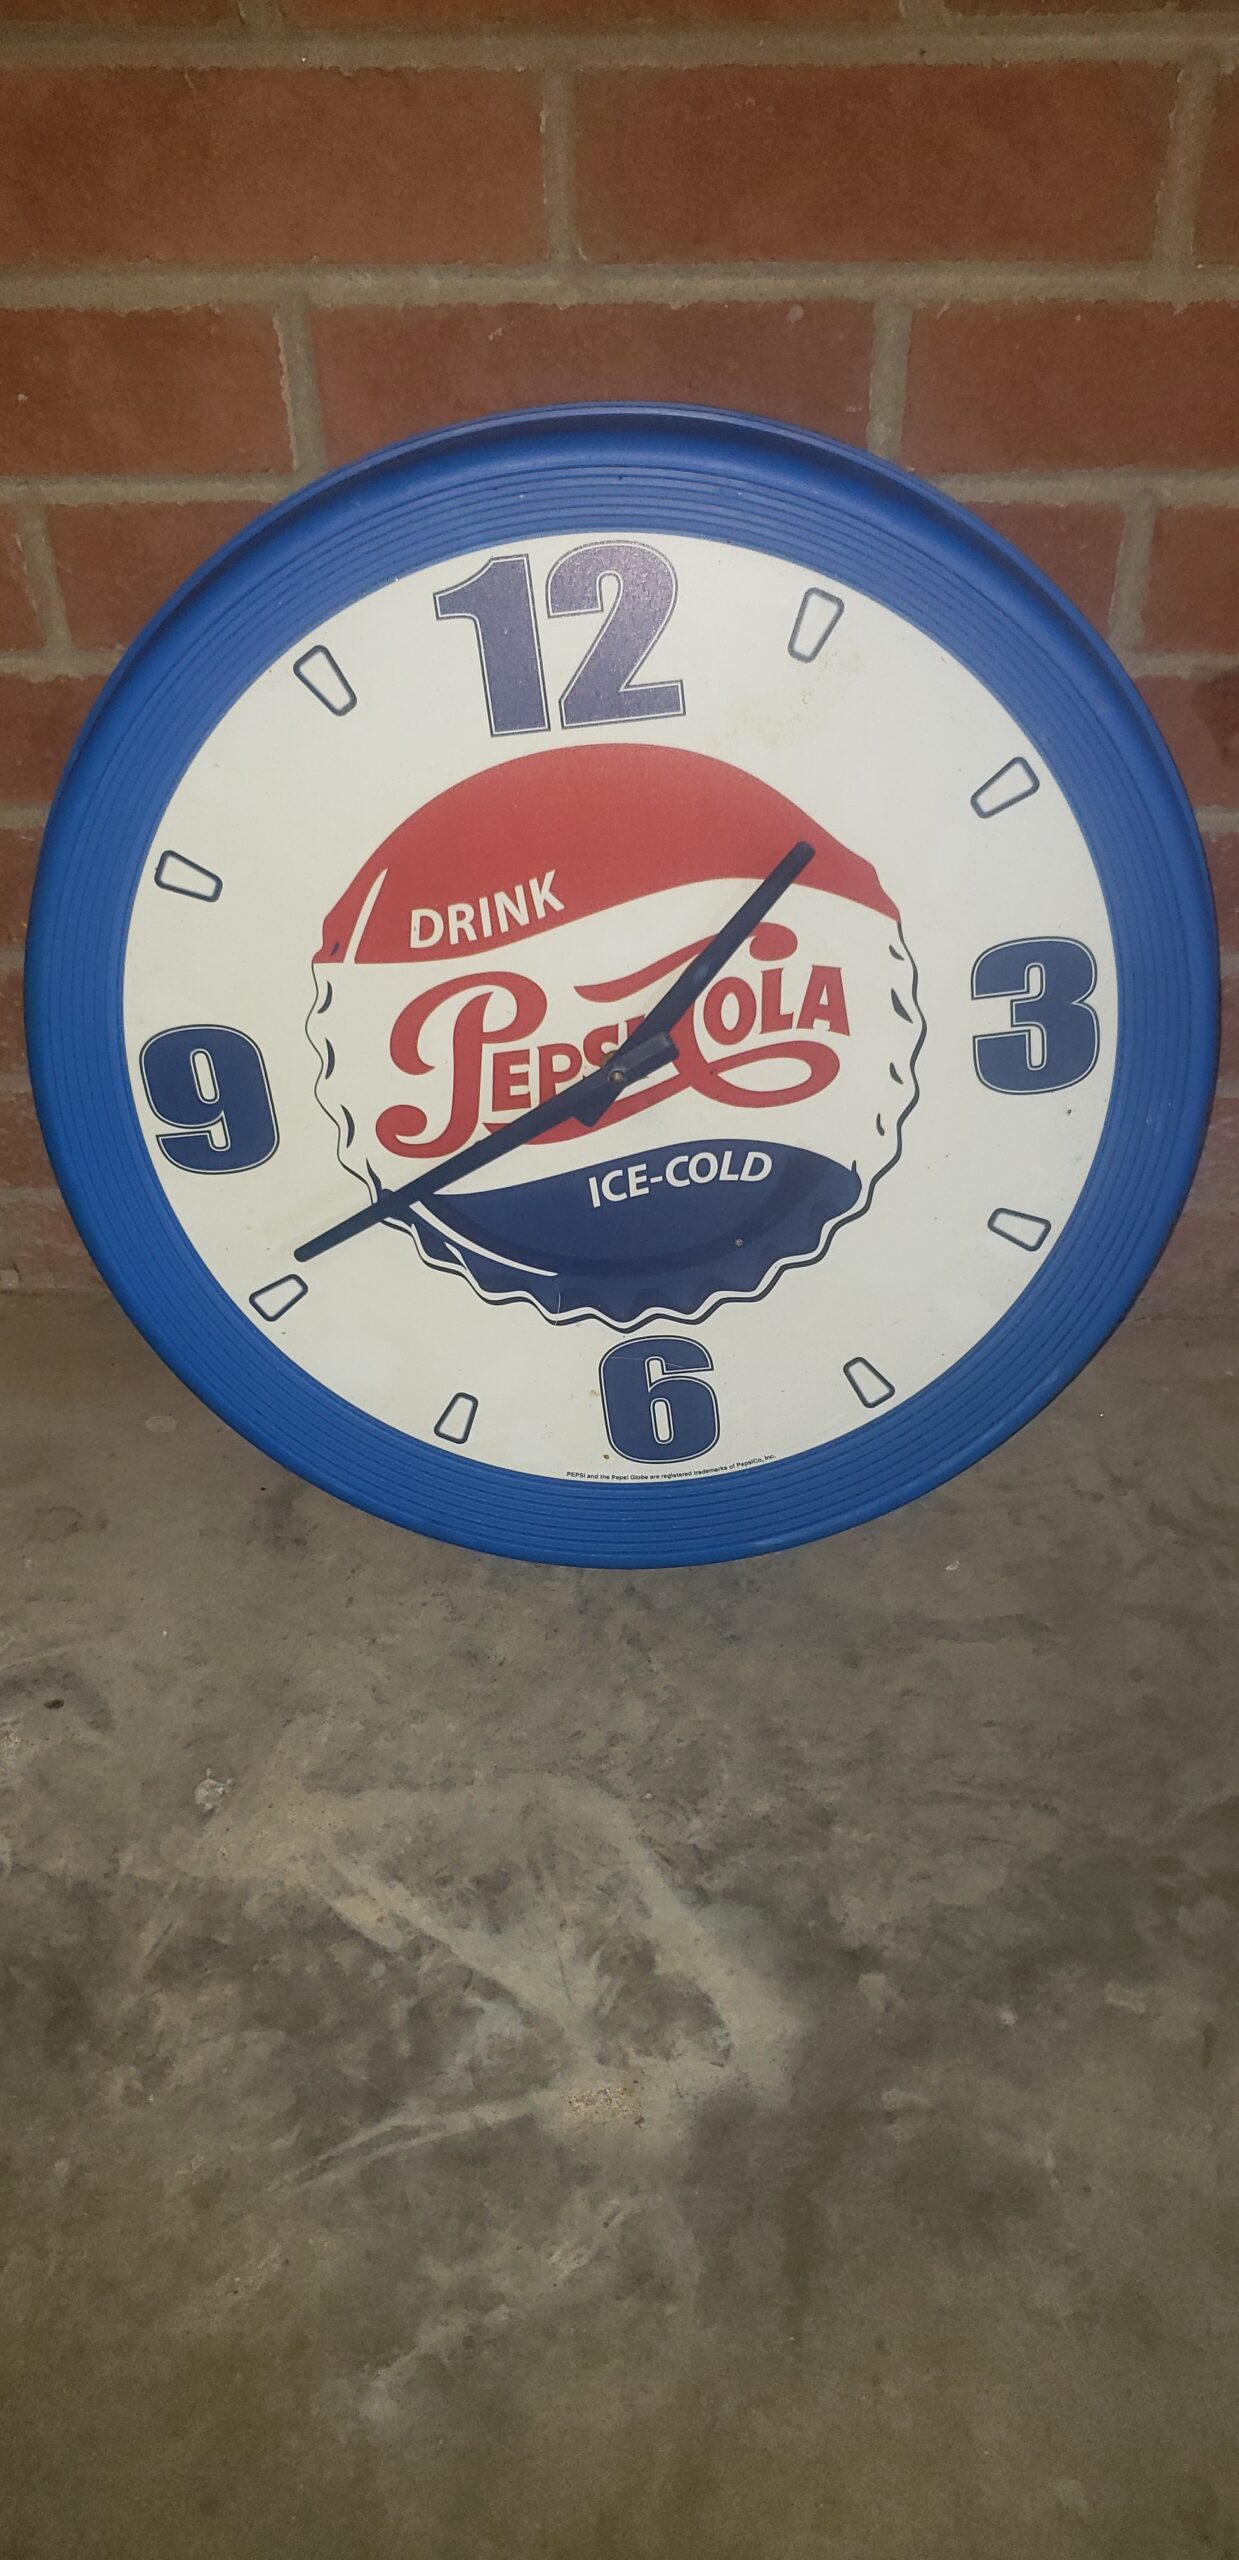 12
DRINK
PEPSI COLA
3
9
ICE-COLD
6
PEPSI and the Pepsi Globe are registered trademarks of PepsiCo, Inc.